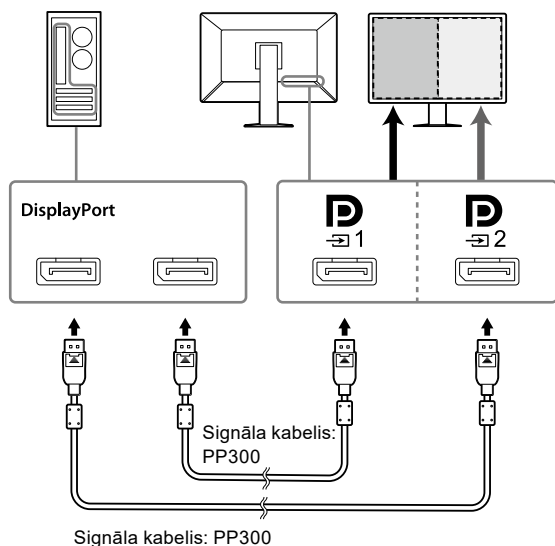 DisplayPort
1
2
Signāla kabelis:
PP300
Signāla kabelis: PP300